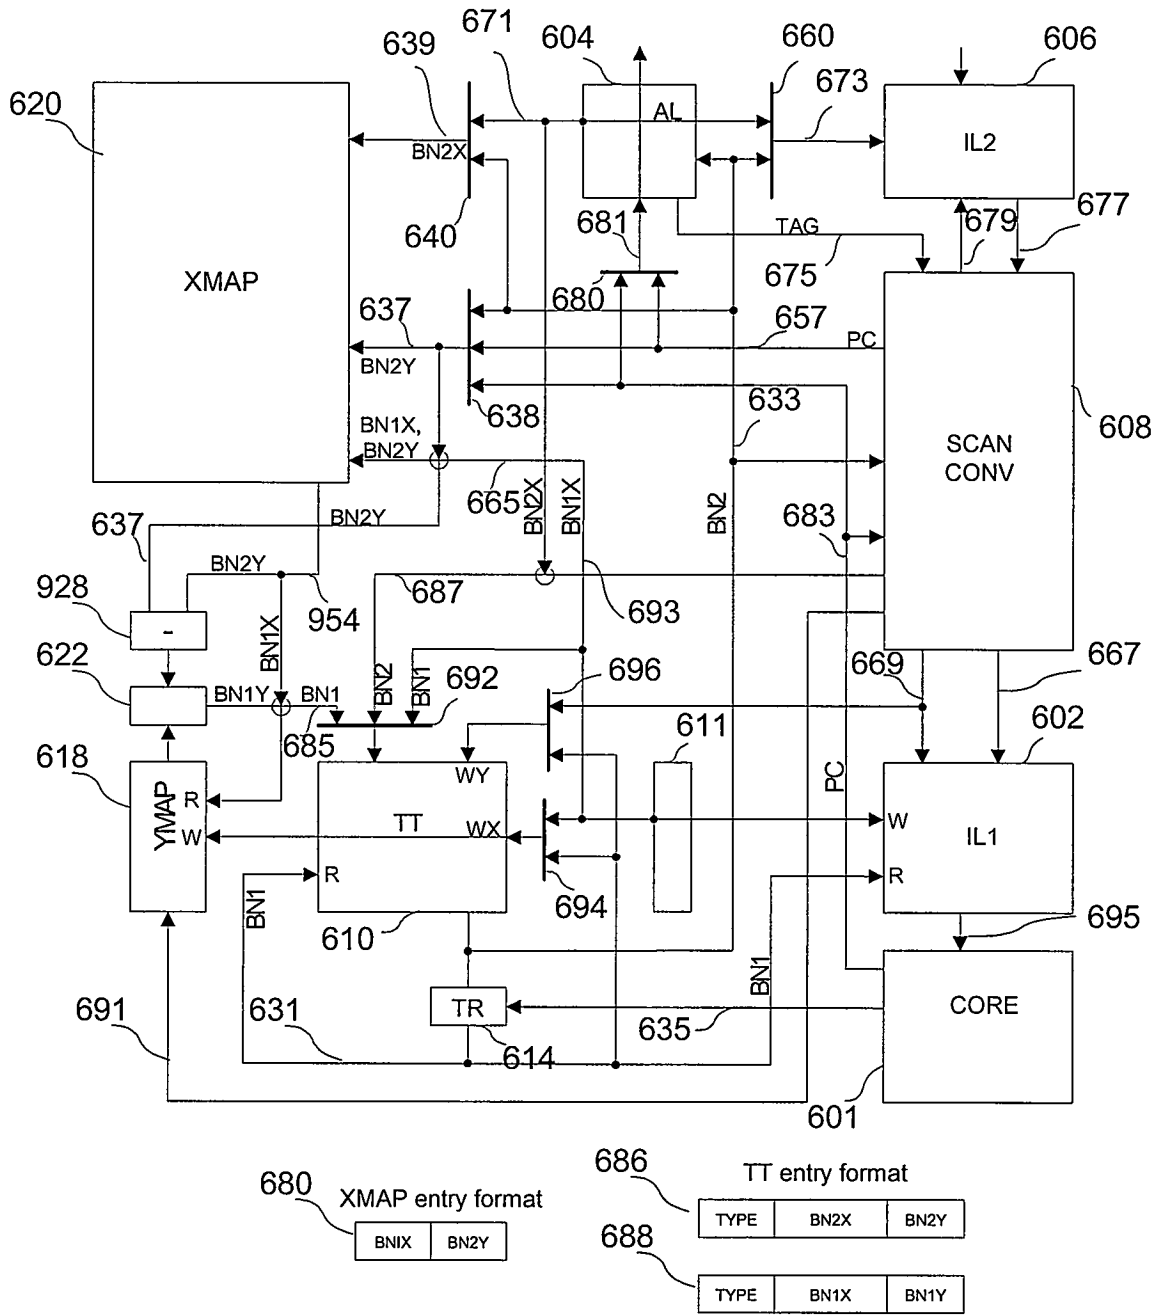 671
604
660
639
606
673
620
AL
IL2
BN2X
681
679
677
640
TAG
675
XMAP
680
637
657
PC
BN2Y
638
633
608
BN1X,
BN2Y
SCAN
CONV
665
BN2X
BN1X
BN2
683
637
BN2Y
BN2Y
687
693
928
954
-
BN1X
622
669
667
696
BN1Y
BN1
BN2
BN1
692
685
611
602
618
WY
PC
YMAP
R
W
TT
WX
W
IL1
R
R
BN1
694
610
695
BN1
CORE
691
631
TR
635
614
601
686
TT entry format
680
XMAP entry format
TYPE
BN2X
BN2Y
BNIX
BN2Y
688
TYPE
BN1X
BN1Y